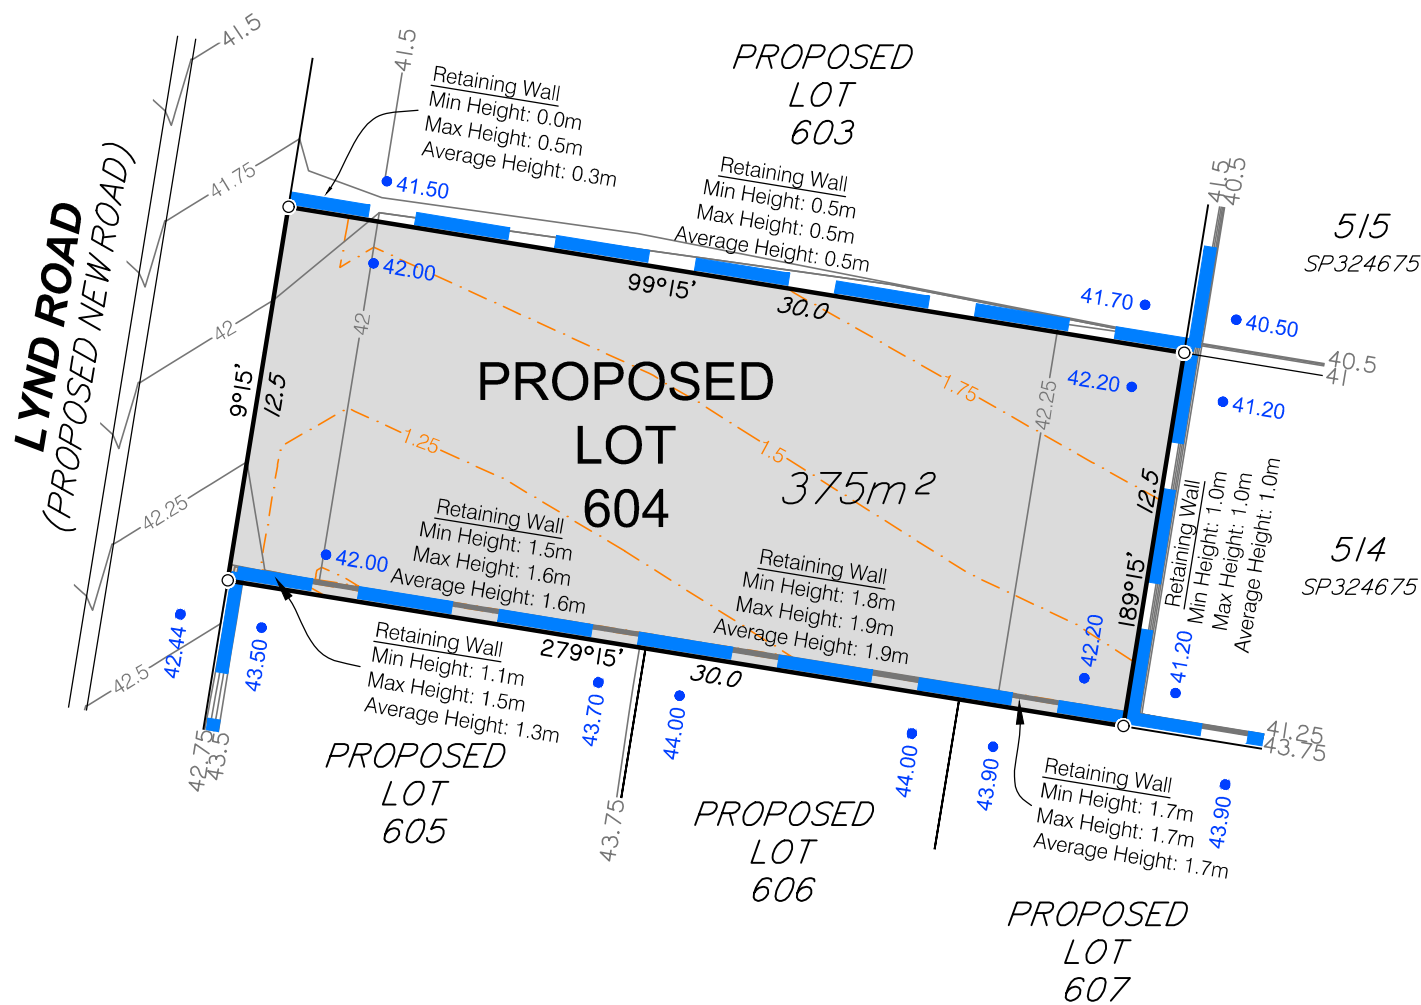 41.5
41.5
PROPOSED
LOT
603
Retaining Wall
Min Height: 0.0m
Max Height: 0.5m
Average Height: 0.3m
41.50
Retaining Wall
Min Height: 0.5m
Max Height: 0.5m
Average Height: 0.5m
41.5
40.5
515
SP324675
41.75
LYND ROAD
(PROPOSED NEW ROAD)
42.00
99°15'
30.0
41.70
40.50
40.5
41
42
42
42.20
41.20
42.25
1.75
9°15'
12.5
PROPOSED
LOT
604
375m²
1.25
1.5
12.5
189°15'
Retaining Wall
Min Height: 1.0m
Max Height: 1.0m
Average Height: 1.0m
514
SP324675
42.25
42.00
Retaining Wall
Min Height: 1.5m
Max Height: 1.6m
Average Height: 1.6m
Retaining Wall
Min Height: 1.8m
Max Height: 1.9m
Average Height: 1.9m
42.20
41.20
42.44
43.50
42.5
Retaining Wall
Min Height: 1.1m
Max Height: 1.5m
Average Height: 1.3m
279°15'
30.0
43.70
44.00
44.00
43.90
41.25
43.75
42.75
43.5
PROPOSED
LOT
605
43.75
PROPOSED
LOT
606
Retaining Wall
Min Height: 1.7m
Max Height: 1.7m
Average Height: 1.7m
43.90
PROPOSED
LOT
607